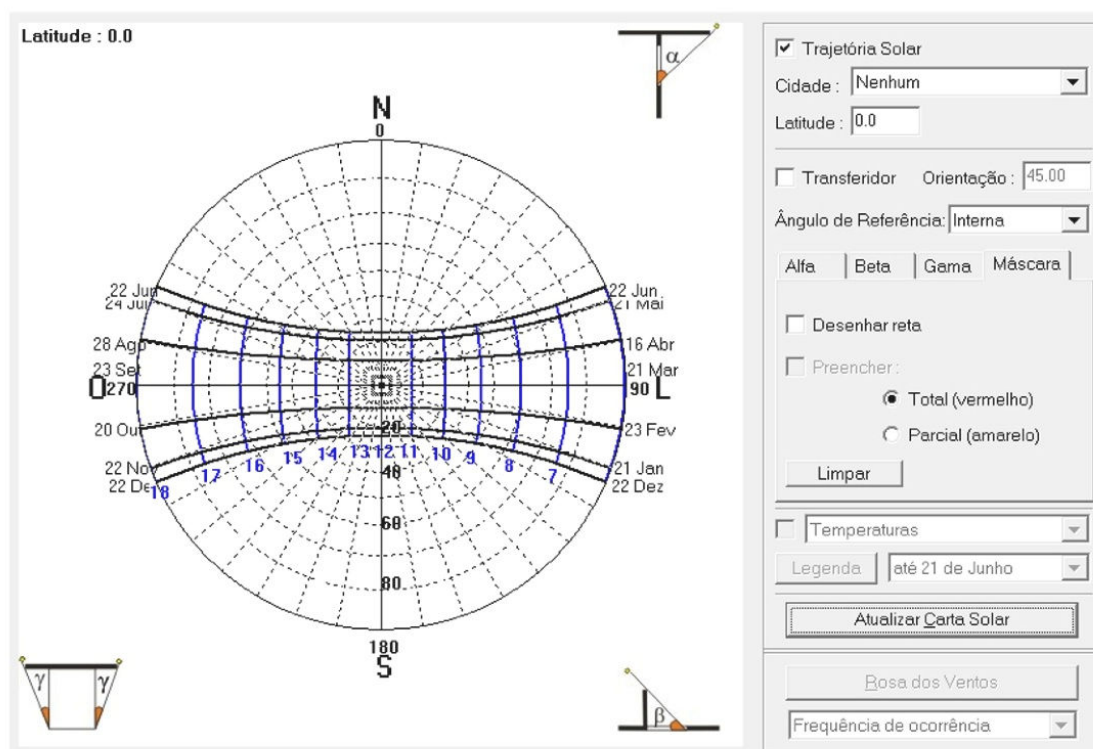 Latitude : 0.0
α
N
0
22 Jun
24 Jul
28 Ago
23 Set
O 270
20 Ou
22 No
22 De
22 Jun
21 Mai
16 Abr
21 Mar
90 L
23 Fev
21 Jan
22 Dez
18 17 16 15 14 13 12 11 10 9 8 7
20
40
60
80
180
S
γ γ
β
Trajetória Solar
Cidade : Nenhum
Latitude : 0.0
Transferidor Orientação : 45.00
Ângulo de Referência: Interna
Alfa Beta Gama Máscara
Desenhar reta
Preencher :
Total (vermelho)
Parcial (amarelo)
Limpar
Temperaturas
Legenda até 21 de Junho
Atualizar Carta Solar
Rosa dos Ventos
Frequência de ocorrência